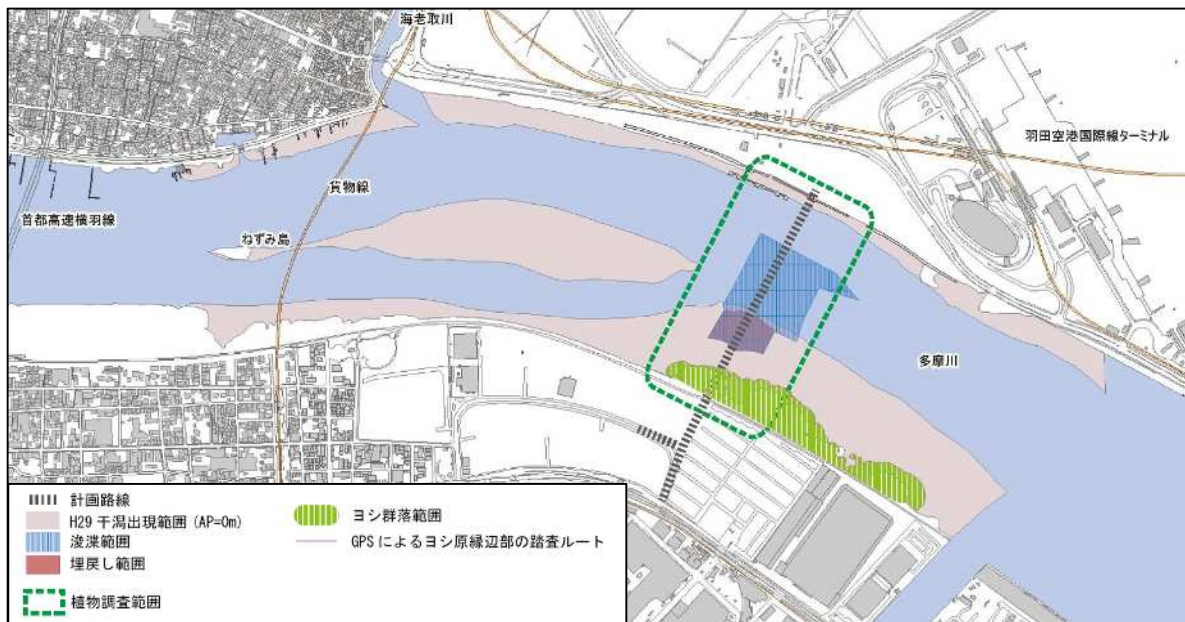 海老取川
羽田空港国際線ターミナル
貨物線
首都高速横羽線
ねずみ島
多摩川
計画路線
H29 干潟出現範囲 (AP=0m)
浚渫範囲
埋戻し範囲
植物調査範囲
ヨシ群落範囲
GPS によるヨシ原縁辺部の踏査ルート